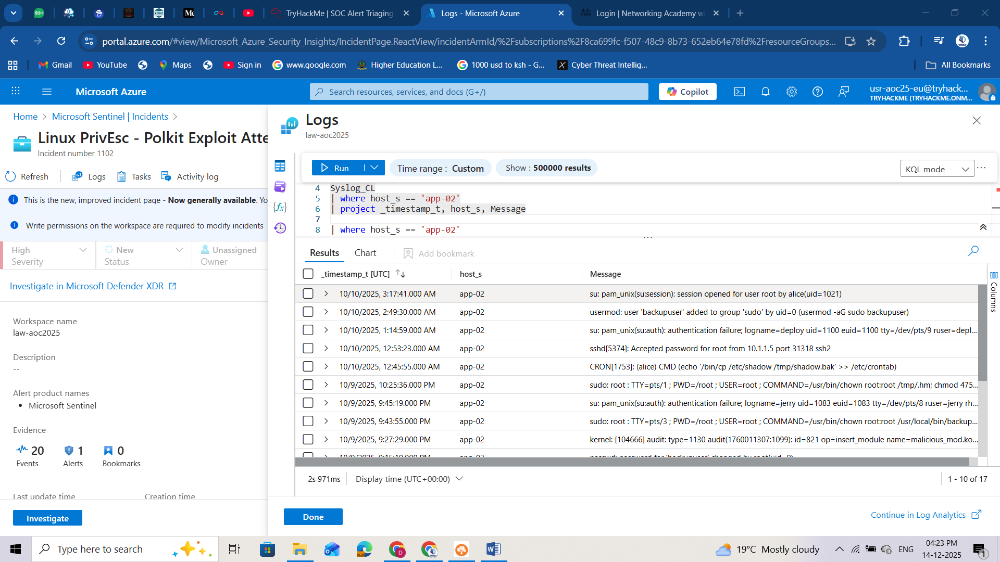 99+
TryHackMe | SOC Alert Triaging
Logs - Microsoft Azure
Login | Networking Academy w
portal.azure.com/#view/Microsoft_Azure_Security_Insights/IncidentPage.ReactView/incidentArmId/%2Fsubscriptions%2F8ca699fc-f507-48c9-8b73-652eb64e78fd%2FresourceGroups...
Gmail
YouTube
Maps
Sign in
www.google.com
Higher Education L...
1000 usd to ksh - G...
Cyber Threat Intellig...
All Bookmarks
Microsoft Azure
Search resources, services, and docs (G+/)
Copilot
usr-aoc25-eu@tryhack...
TRYHACKME (TRYHACKME.ONM...
Home > Microsoft Sentinel | Incidents >
Linux PrivEsc - Polkit Exploit Atte
Incident number 1102
Refresh
Logs
Tasks
Activity log
This is the new, improved incident page - Now generally available. Yo
Write permissions on the workspace are required to modify incidents
High
Severity
New
Status
Unassigned
Owner
Investigate in Microsoft Defender XDR
Workspace name
law-aoc2025
Description
--
Alert product names
• Microsoft Sentinel
Evidence
20
Events
1
Alerts
0
Bookmarks
Last update time
Creation time
Investigate
Logs
law-aoc2025
Run
Time range : Custom
Show : 500000 results
KQL mode
4 Syslog_CL
5 | where host_s == 'app-02'
6 | project _timestamp_t, host_s, Message
7
8 | where host_s == 'app-02'
Results
Chart
Add bookmark
_timestamp_t [UTC] host_s Message
10/10/2025, 3:17:41.000 AM app-02 su: pam_unix(su:session): session opened for user root by alice(uid=1021)
10/10/2025, 2:49:30.000 AM app-02 usermod: user 'backupuser' added to group 'sudo' by uid=0 (usermod -aG sudo backupuser)
10/10/2025, 1:14:59.000 AM app-02 su: pam_unix(su:auth): authentication failure; logname=deploy uid=1100 euid=1100 tty=/dev/pts/9 ruser=depl...
10/10/2025, 12:53:23.000 AM app-02 sshd[5374]: Accepted password for root from 10.1.1.5 port 31318 ssh2
10/10/2025, 12:45:55.000 AM app-02 CRON[1753]: (alice) CMD (echo '/bin/cp /etc/shadow /tmp/shadow.bak' >> /etc/crontab)
10/9/2025, 10:25:36.000 PM app-02 sudo: root : TTY=pts/1 ; PWD=/root ; USER=root ; COMMAND=/usr/bin/chown root:root /tmp/.hm; chmod 475...
10/9/2025, 9:45:19.000 PM app-02 su: pam_unix(su:auth): authentication failure; logname=jerry uid=1083 euid=1083 tty=/dev/pts/8 ruser=jerry rh...
10/9/2025, 9:43:55.000 PM app-02 sudo: root : TTY=pts/3 ; PWD=/root ; USER=root ; COMMAND=/usr/bin/chown root:root /usr/local/bin/backup...
10/9/2025, 9:27:29.000 PM app-02 kernel: [104666] audit: type=1130 audit(1760011307:1099): id=821 op=insert_module name=malicious_mod.ko...
Columns
2s 971ms
Display time (UTC+00:00)
1 - 10 of 17
Done
Continue in Log Analytics
Type here to search
19°C Mostly cloudy
ENG
04:23 PM
14-12-2025
1